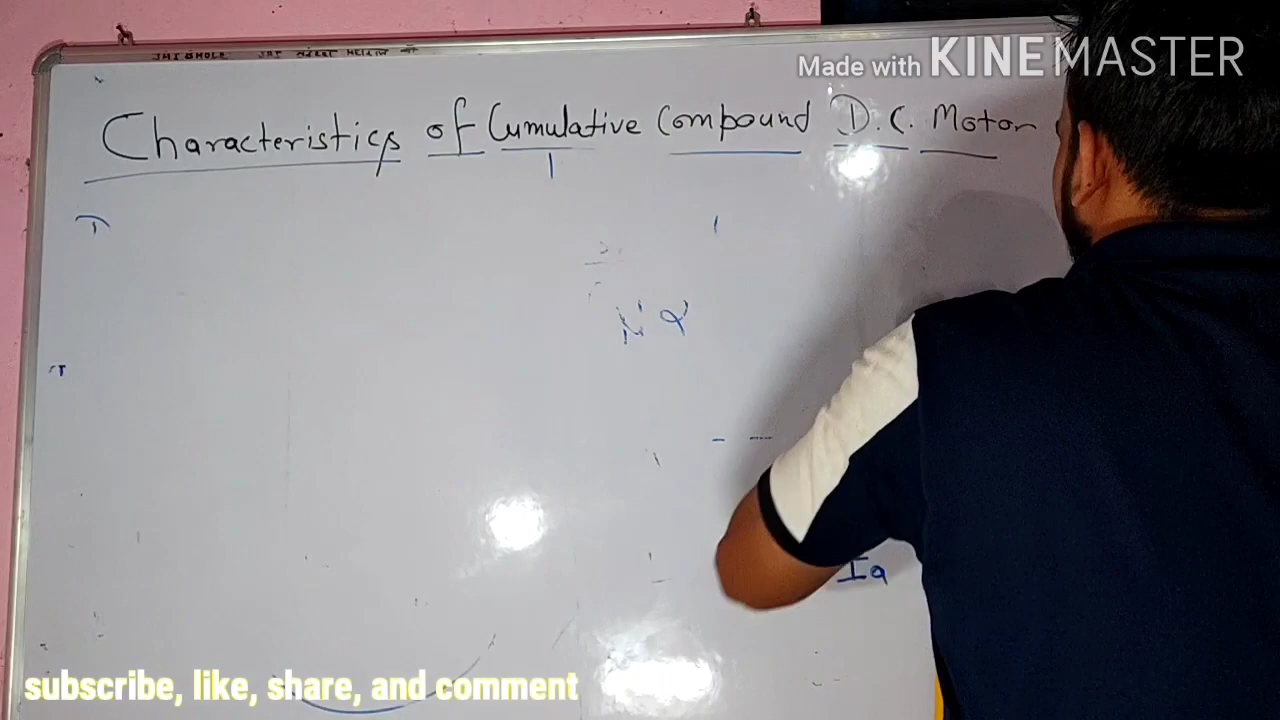 Made with KINEMASTER
Characteristics of Cumulative Compound D.C. Motor
T
N α
Ia
subscribe, like, share, and comment